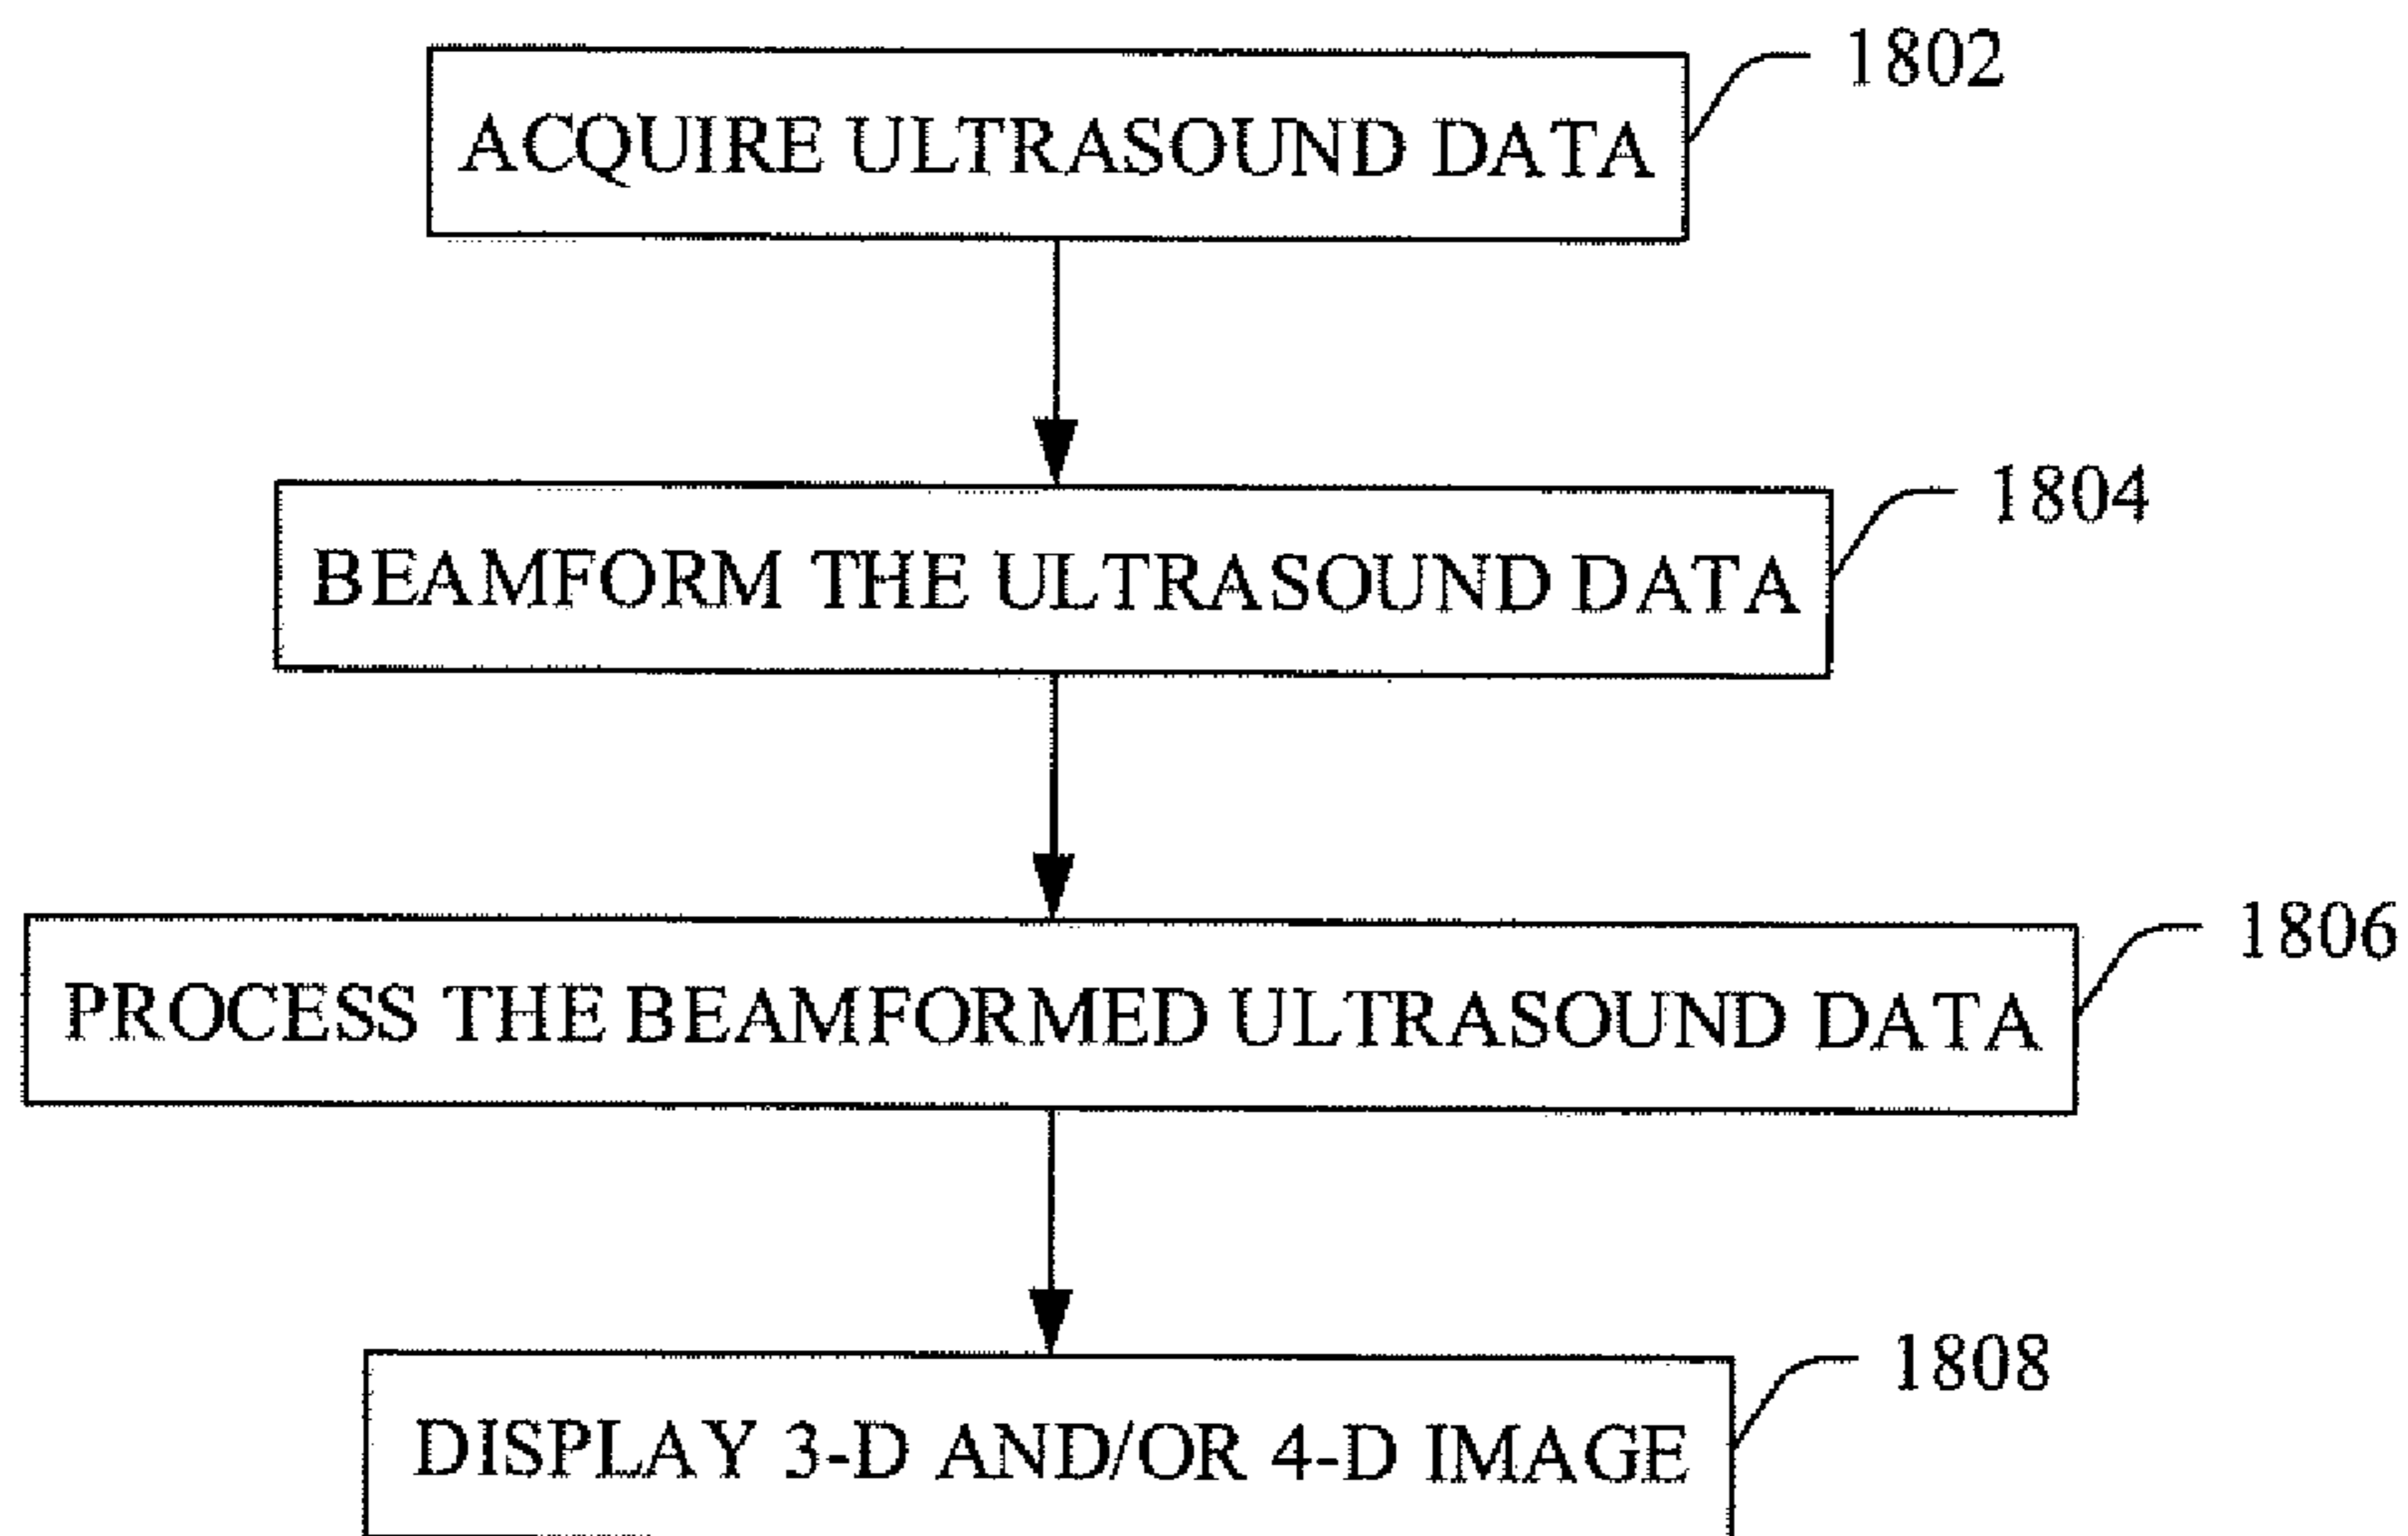 1802
ACQUIRE ULTRASOUND DATA
1804
BEAMFORM THE ULTRASOUND DATA
1806
PROCESS THE BEAMFORMED ULTRASOUND DATA
1808
DISPLAY 3-D AND/OR 4-D IMAGE